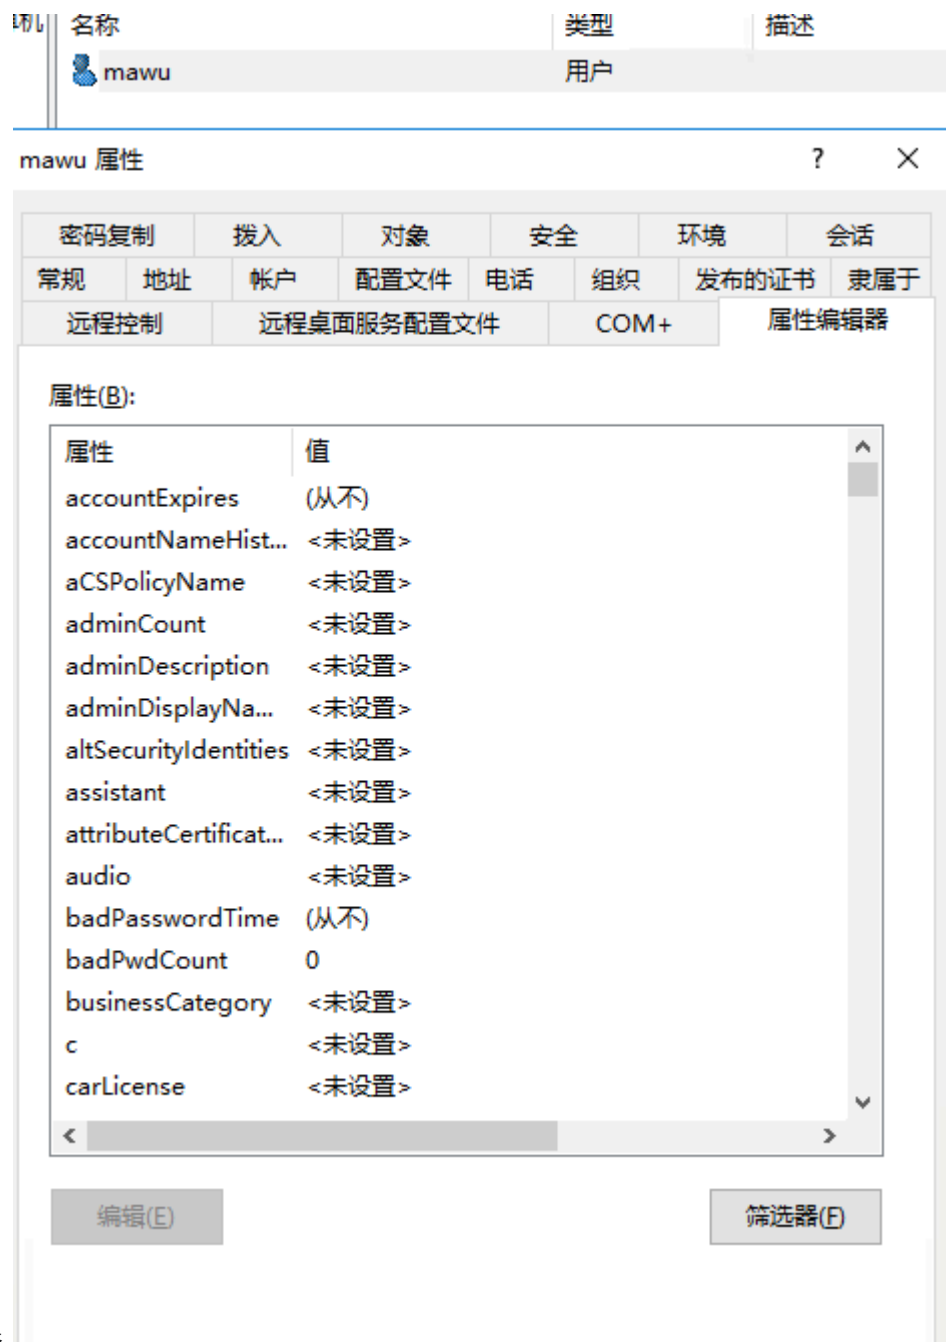 名称 类型 描述
mawu 用户
mawu 属性 ?
密码复制 拨入 对象 安全 环境 会话
常规 地址 帐户 配置文件 电话 组织 发布的证书 隶属于
远程控制 远程桌面服务配置文件 COM+ 属性编辑器
属性(B):
属性 值
accountExpires (从不)
accountNameHist... <未设置>
aCSPolicyName <未设置>
adminCount <未设置>
adminDescription <未设置>
adminDisplayNa... <未设置>
altSecurityIdentities <未设置>
assistant <未设置>
attributeCertificat... <未设置>
audio <未设置>
badPasswordTime (从不)
badPwdCount 0
businessCategory <未设置>
c <未设置>
carLicense <未设置>
编辑(E) 筛选器(F)